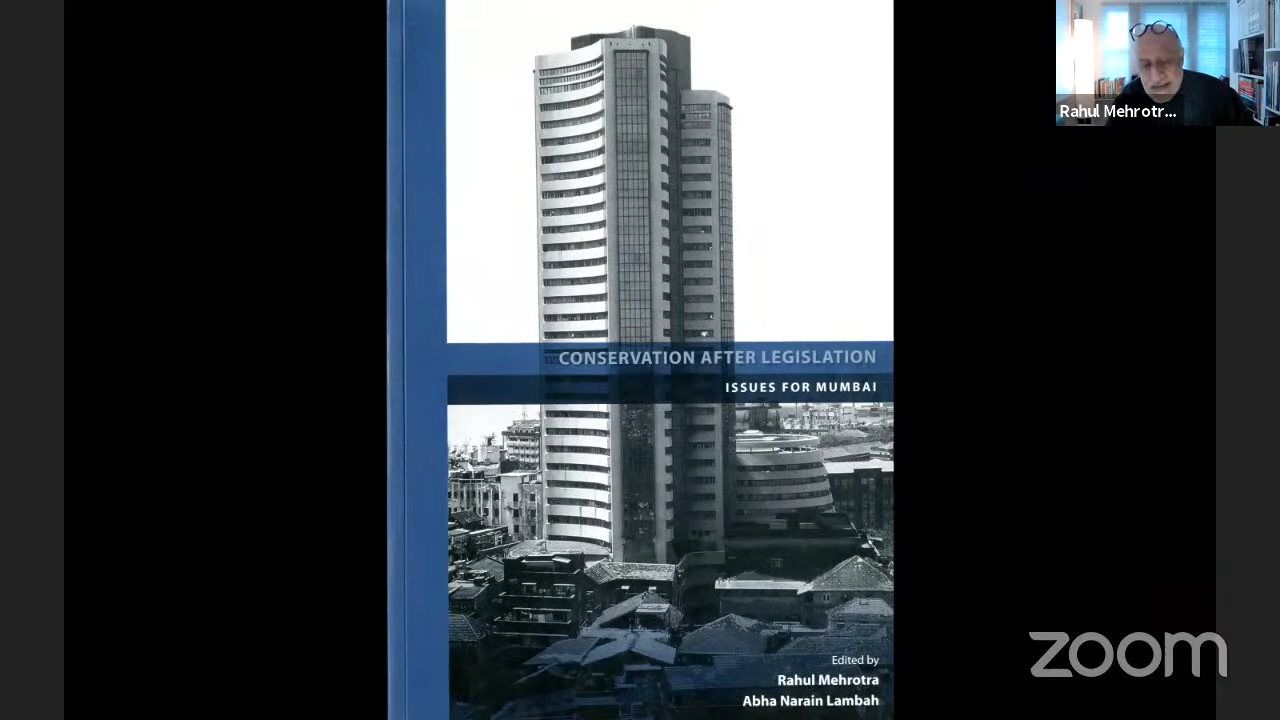 Rahul Mehrotr...
CONSERVATION AFTER LEGISLATION
ISSUES FOR MUMBAI
Edited by
Rahul Mehrotra
Abha Narain Lambah
zoom